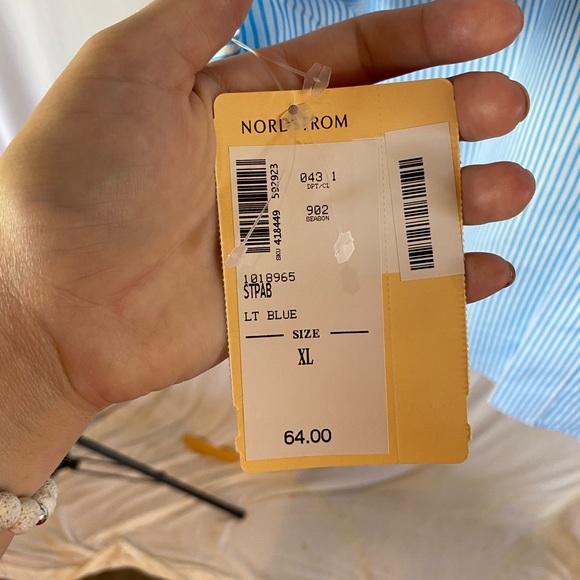 NORDSTROM
043 1
DPT/CL
902
SEASON
SKU 418449 592923
1018965
STPAB
LT BLUE
SIZE
XL
64.00